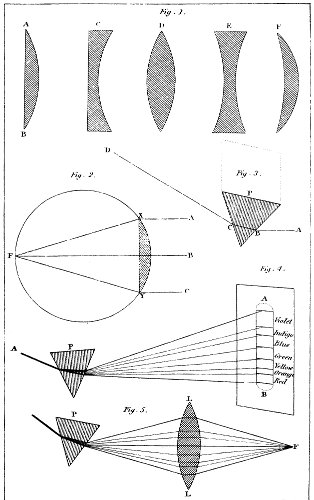 Fig. 1.
A C D E F
B
D
Fig. 2.
Fig. 3.
P
C B A
X A
F B
Y C
Fig. 4.
A
Violet
Indigo
Blue
Green
Yellow
Orange
Red
B
A P
Fig. 5.
P L
F
L